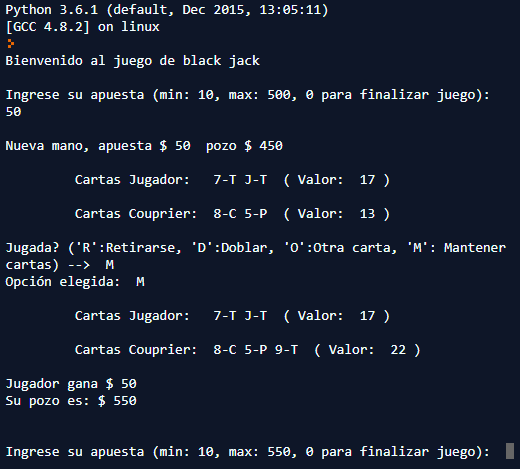 Python 3.6.1 (default, Dec 2015, 13:05:11)
[GCC 4.8.2] on linux
Bienvenido al juego de black jack
Ingrese su apuesta (min: 10, max: 500, 0 para finalizar juego):
50
Nueva mano, apuesta $ 50  pozo $ 450
Cartas Jugador:   7-T J-T  ( Valor:  17 )
Cartas Couprier:  8-C 5-P  ( Valor:  13 )
Jugada? ('R':Retirarse, 'D':Doblar, 'O':Otra carta, 'M': Mantener
cartas) -->  M
Opción elegida:  M
Cartas Jugador:   7-T J-T  ( Valor:  17 )
Cartas Couprier:  8-C 5-P 9-T  ( Valor:  22 )
Jugador gana $ 50
Su pozo es: $ 550
Ingrese su apuesta (min: 10, max: 550, 0 para finalizar juego):